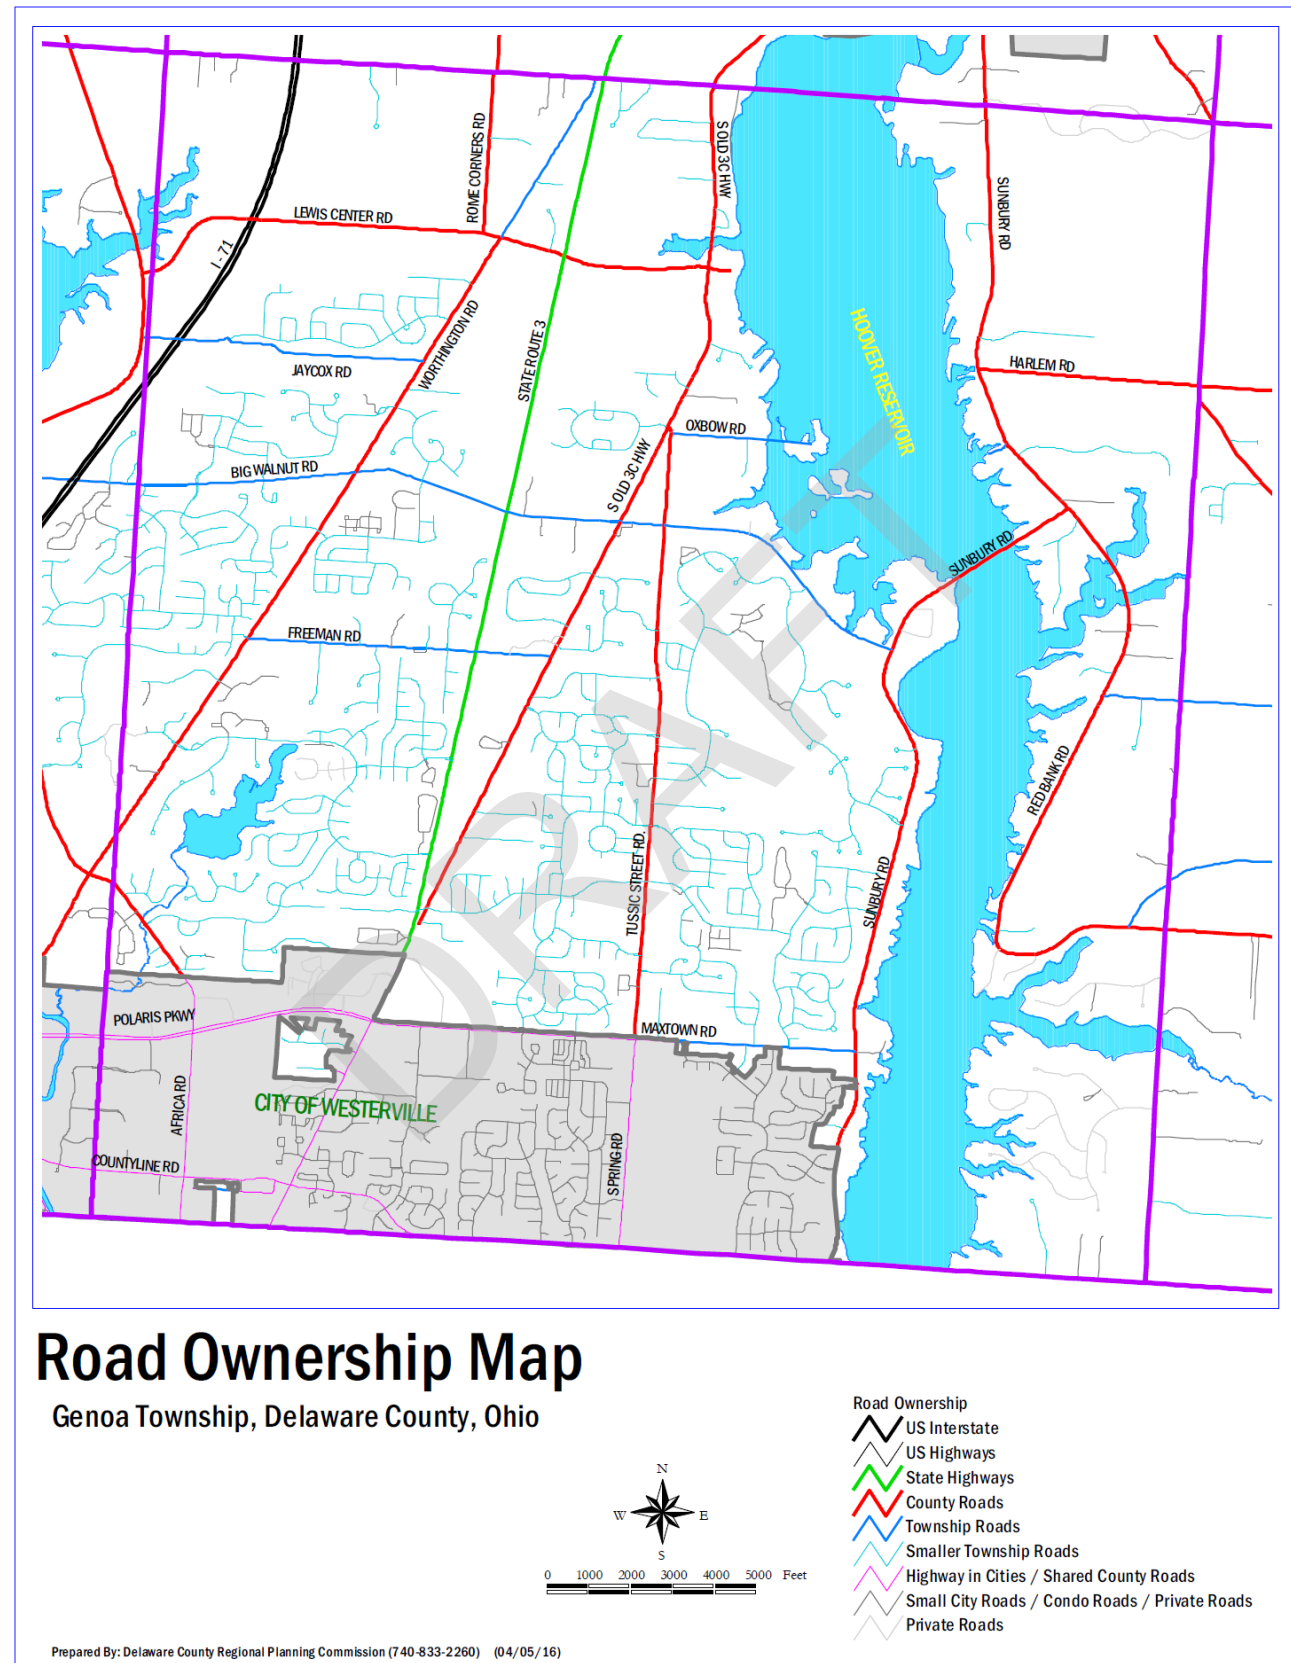 ROME CORNERS RD
S OLD 3C HWY
SUNBURY RD
LEWIS CENTER RD
I - 71
WORTHINGTON RD
STATE ROUTE 3
HOOVER RESERVOIR
JAYCOX RD
HARLEM RD
OXBOW RD
S OLD 3C HWY
BIG WALNUT RD
SUNBURY RD
FREEMAN RD
DRAFT
RED BANK RD
TUSSIC STREET RD.
SUNBURY RD
POLARIS PKWY
MAXTOWN RD
AFRICA RD
CITY OF WESTERVILLE
SPRING RD
COUNTYLINE RD
Road Ownership Map
Genoa Township, Delaware County, Ohio
Road Ownership
US Interstate
US Highways
State Highways
County Roads
Township Roads
Smaller Township Roads
Highway in Cities / Shared County Roads
Small City Roads / Condo Roads / Private Roads
Private Roads
N
W E
S
0 1000 2000 3000 4000 5000 Feet
Prepared By: Delaware County Regional Planning Commission (740-833-2260) (04/05/16)